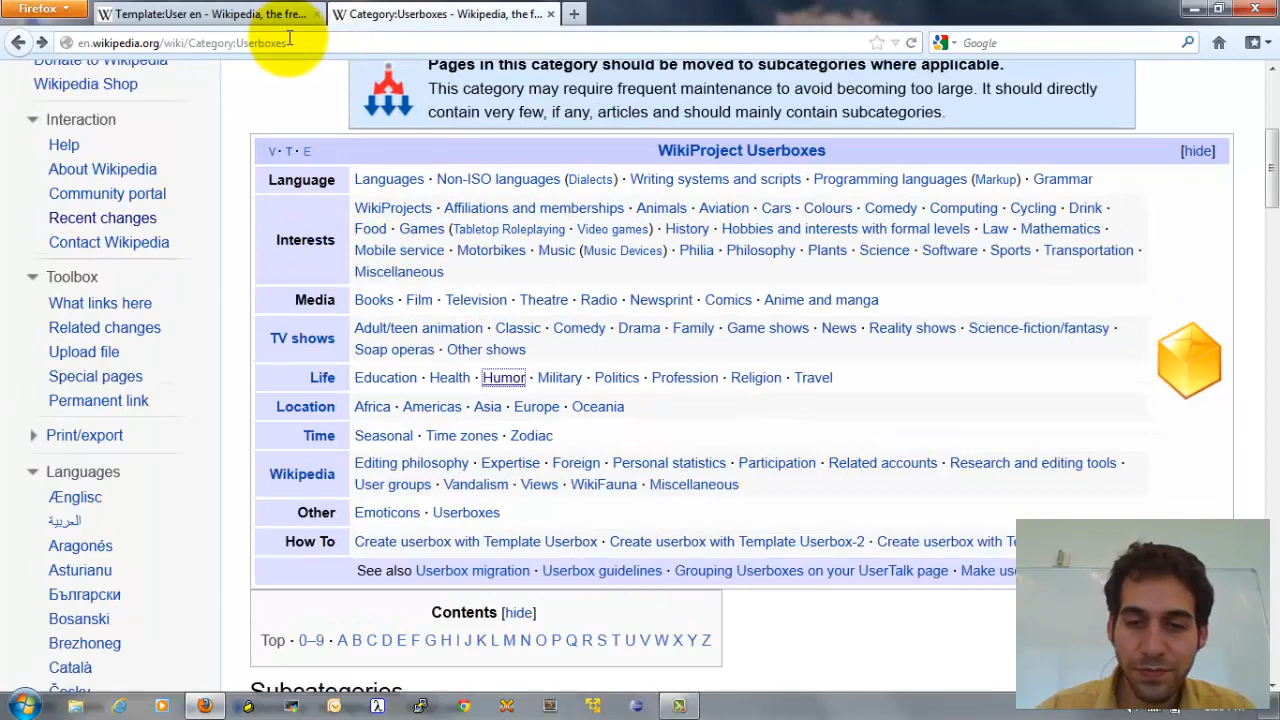 Firefox
Template:User en - Wikipedia, the fre...
Category:Userboxes - Wikipedia, the f...
en.wikipedia.org/wiki/Category:Userboxes
Google
Donate to Wikipedia
Wikipedia Shop
Interaction
Help
About Wikipedia
Community portal
Recent changes
Contact Wikipedia
Toolbox
What links here
Related changes
Upload file
Special pages
Permanent link
Print/export
Languages
Ænglisc
العربية
Aragonés
Asturianu
Български
Bosanski
Brezhoneg
Català
Česky
Pages in this category should be moved to subcategories where applicable.
This category may require frequent maintenance to avoid becoming too large. It should directly
contain very few, if any, articles and should mainly contain subcategories.
V · T · E WikiProject Userboxes [hide]
Language Languages · Non-ISO languages (Dialects) · Writing systems and scripts · Programming languages (Markup) · Grammar
Interests
WikiProjects · Affiliations and memberships · Animals · Aviation · Cars · Colours · Comedy · Computing · Cycling · Drink ·
Food · Games (Tabletop Roleplaying · Video games) · History · Hobbies and interests with formal levels · Law · Mathematics ·
Mobile service · Motorbikes · Music (Music Devices) · Philia · Philosophy · Plants · Science · Software · Sports · Transportation ·
Miscellaneous
Media Books · Film · Television · Theatre · Radio · Newsprint · Comics · Anime and manga
TV shows
Adult/teen animation · Classic · Comedy · Drama · Family · Game shows · News · Reality shows · Science-fiction/fantasy ·
Soap operas · Other shows
Life Education · Health · Humor · Military · Politics · Profession · Religion · Travel
Location Africa · Americas · Asia · Europe · Oceania
Time Seasonal · Time zones · Zodiac
Wikipedia
Editing philosophy · Expertise · Foreign · Personal statistics · Participation · Related accounts · Research and editing tools ·
User groups · Vandalism · Views · WikiFauna · Miscellaneous
Other Emoticons · Userboxes
How To Create userbox with Template Userbox · Create userbox with Template Userbox-2 · Create userbox with
See also Userbox migration · Userbox guidelines · Grouping Userboxes on your UserTalk page · Make
Contents [hide]
Top · 0–9 · A B C D E F G H I J K L M N O P Q R S T U V W X Y Z
Subcategories